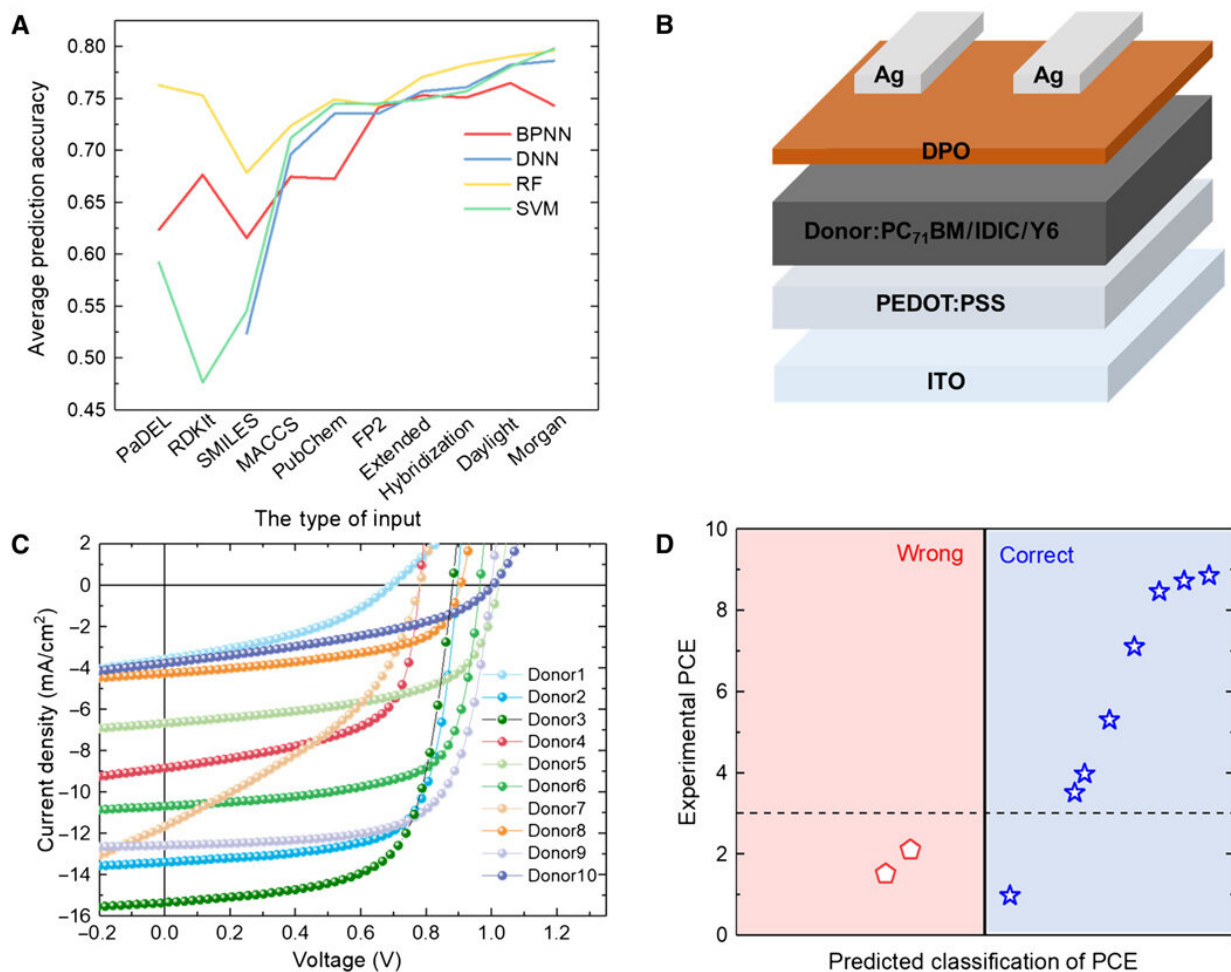 A
0.80
0.75
0.70
0.65
0.60
0.55
0.50
0.45
Average prediction accuracy
BPNN
DNN
RF
SVM
PaDEL
RDKIt
SMILES
MACCS
PubChem
FP2
Extended
Hybridization
Daylight
Morgan
The type of input
B
Ag Ag
DPO
Donor:PC₇₁BM/IDIC/Y6
PEDOT:PSS
ITO
C
2
0
–2
–4
–6
–8
–10
–12
–14
–16
Current density (mA/cm²)
Donor1
Donor2
Donor3
Donor4
Donor5
Donor6
Donor7
Donor8
Donor9
Donor10
–0.2 0.0 0.2 0.4 0.6 0.8 1.0 1.2
Voltage (V)
D
10
8
6
4
2
0
Experimental PCE
Wrong Correct
Predicted classification of PCE